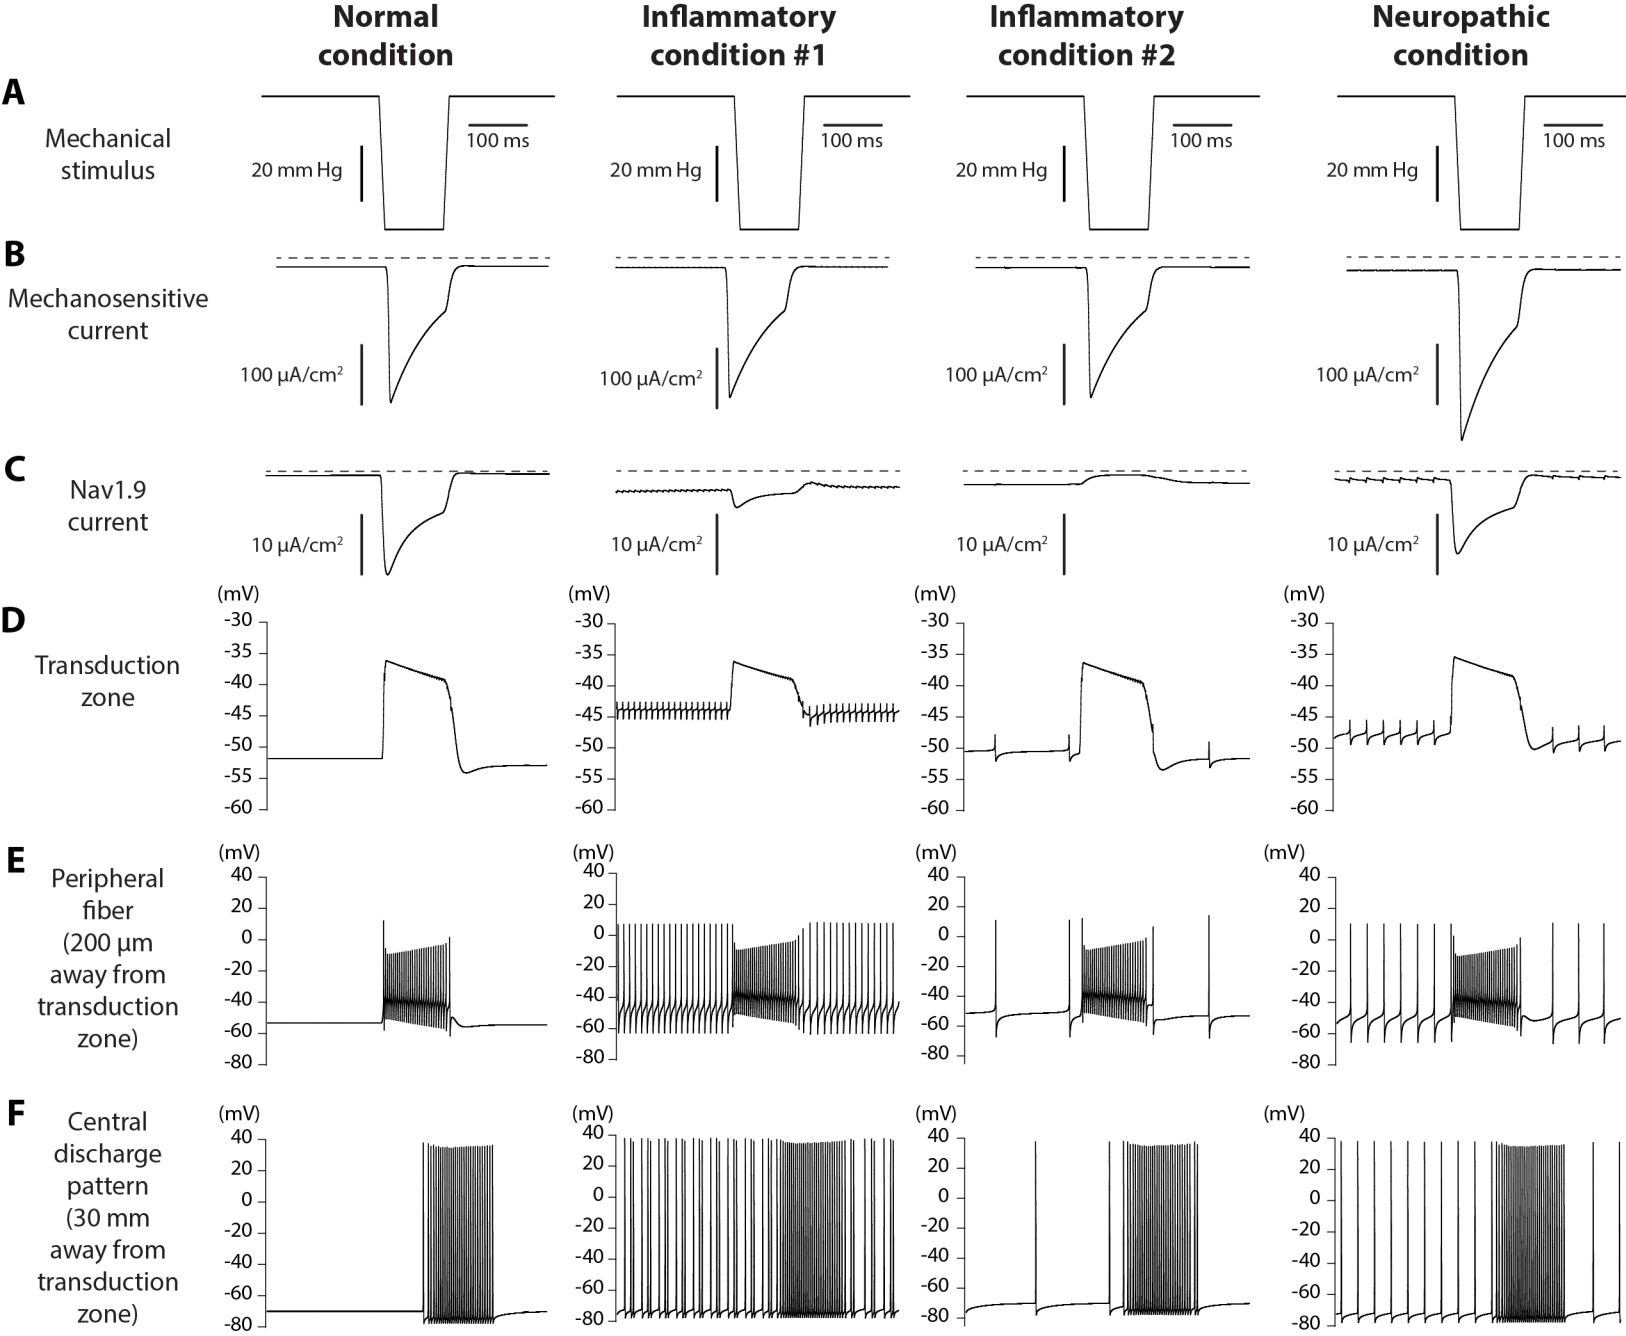 Normal
condition
Inflammatory
condition #1
Inflammatory
condition #2
Neuropathic
condition
A
Mechanical
stimulus
20 mm Hg
100 ms
20 mm Hg
100 ms
20 mm Hg
100 ms
20 mm Hg
100 ms
B
Mechanosensitive
current
100 µA/cm²
100 µA/cm²
100 µA/cm²
100 µA/cm²
C
Nav1.9
current
10 µA/cm²
10 µA/cm²
10 µA/cm²
10 µA/cm²
D
Transduction
zone
(mV)
-30
-35
-40
-45
-50
-55
-60
(mV)
-30
-35
-40
-45
-50
-55
-60
(mV)
-30
-35
-40
-45
-50
-55
-60
(mV)
-30
-35
-40
-45
-50
-55
-60
E
Peripheral
fiber
(200 µm
away from
transduction
zone)
(mV)
40
20
0
-20
-40
-60
-80
(mV)
40
20
0
-20
-40
-60
-80
(mV)
40
20
0
-20
-40
-60
-80
(mV)
40
20
0
-20
-40
-60
-80
F
Central
discharge
pattern
(30 mm
away from
transduction
zone)
(mV)
40
20
0
-20
-40
-60
-80
(mV)
40
20
0
-20
-40
-60
-80
(mV)
40
20
0
-20
-40
-60
-80
(mV)
40
20
0
-20
-40
-60
-80